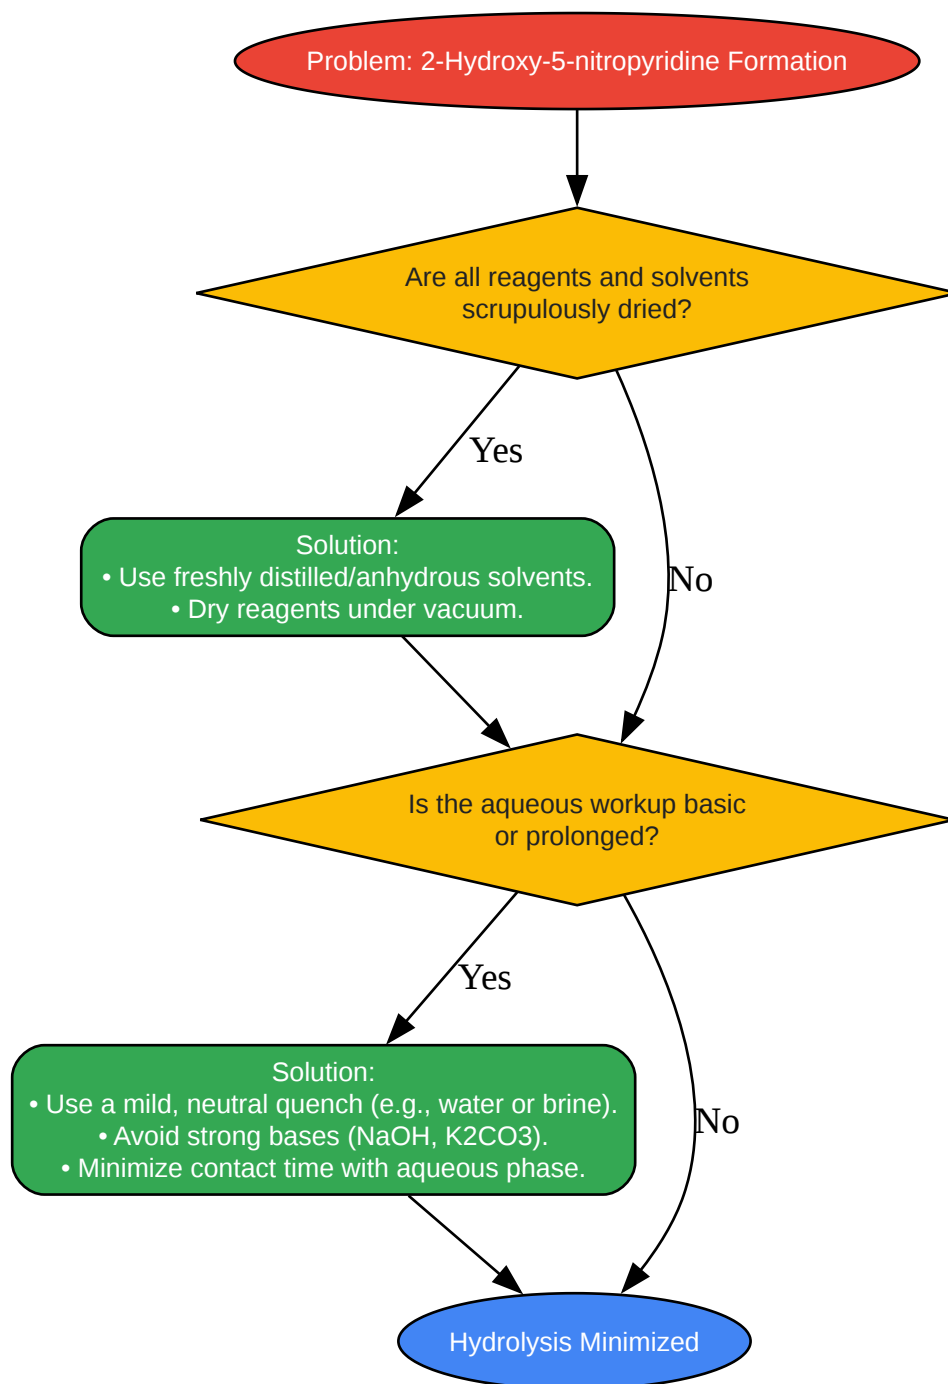 Problem: 2-Hydroxy-5-nitropyridine Formation
Are all reagents and solvents
scrupulously dried?
Yes
Solution:
• Use freshly distilled/anhydrous solvents.
• Dry reagents under vacuum.
No
Is the aqueous workup basic
or prolonged?
Yes
Solution:
• Use a mild, neutral quench (e.g., water or brine).
• Avoid strong bases (NaOH, K2CO3).
• Minimize contact time with aqueous phase.
No
Hydrolysis Minimized